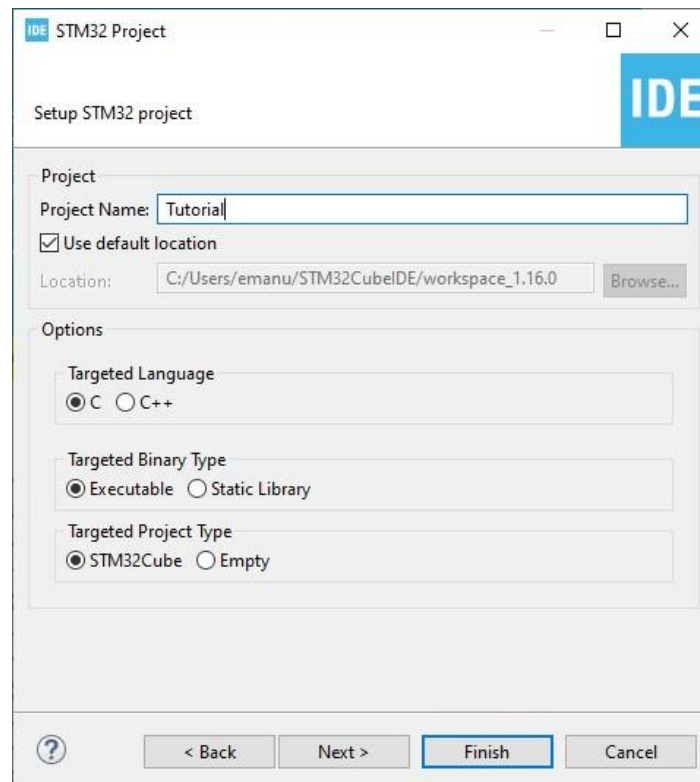 IDE STM32 Project
Setup STM32 project
IDE
Project
Project Name: Tutorial
Use default location
Location: C:/Users/emanu/STM32CubeIDE/workspace_1.16.0 Browse...
Options
Targeted Language
C C++
Targeted Binary Type
Executable Static Library
Targeted Project Type
STM32Cube Empty
? < Back Next > Finish Cancel